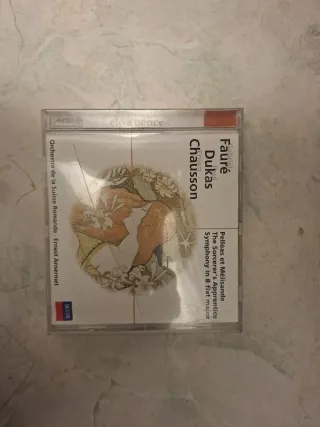 eloquence
Fauré
Dukas
Chausson
Pelléas et Mélisande
The Sorcerer's Apprentice
Symphony in B flat major
Orchestre de la Suisse Romande · Ernest Ansermet
DECCA